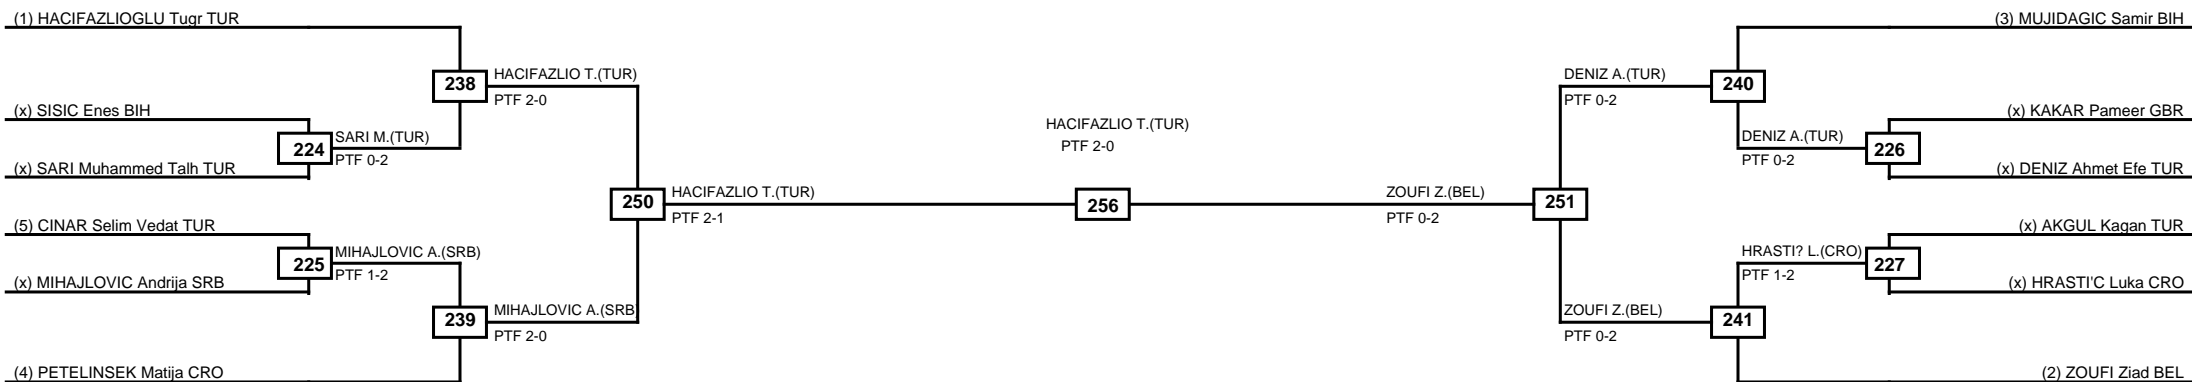 (1) HACIFAZLIOGLU Tugr TUR
(3) MUJIDAGIC Samir BIH
238
HACIFAZLIO T.(TUR)
PTF 2-0
DENIZ A.(TUR)
PTF 0-2
240
(x) SISIC Enes BIH
(x) KAKAR Pameer GBR
HACIFAZLIO T.(TUR)
PTF 2-0
224
SARI M.(TUR)
PTF 0-2
DENIZ A.(TUR)
PTF 0-2
226
(x) SARI Muhammed Talh TUR
(x) DENIZ Ahmet Efe TUR
250
HACIFAZLIO T.(TUR)
PTF 2-1
256
ZOUFI Z.(BEL)
PTF 0-2
251
(5) CINAR Selim Vedat TUR
(x) AKGUL Kagan TUR
225
MIHAJLOVIC A.(SRB)
PTF 1-2
HRASTI? L.(CRO)
PTF 1-2
227
(x) MIHAJLOVIC Andrija SRB
(x) HRASTI'C Luka CRO
239
MIHAJLOVIC A.(SRB
PTF 2-0
ZOUFI Z.(BEL)
PTF 0-2
241
(4) PETELINSEK Matija CRO
(2) ZOUFI Ziad BEL